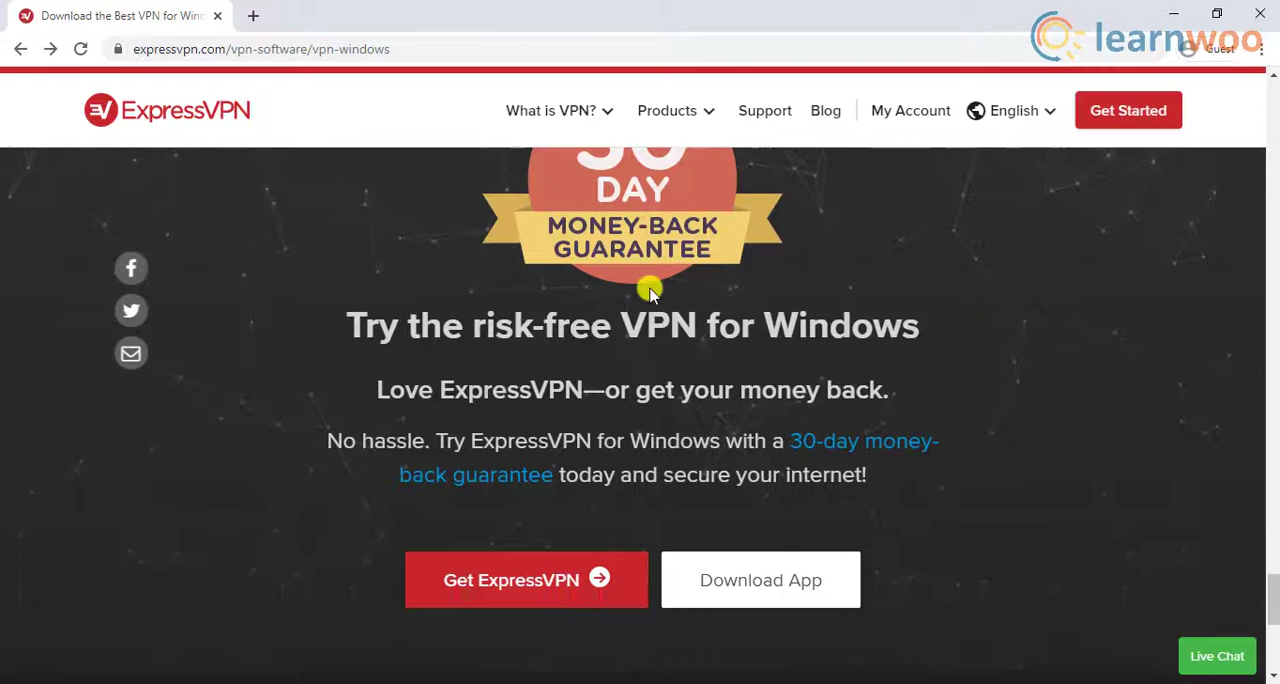 Download the Best VPN for Winc
expressvpn.com/vpn-software/vpn-windows
learnwoo
Guest
EV ExpressVPN
What is VPN?
Products
Support
Blog
My Account
English
Get Started
30
DAY
MONEY-BACK
GUARANTEE
Try the risk-free VPN for Windows
Love ExpressVPN—or get your money back.
No hassle. Try ExpressVPN for Windows with a 30-day money-
back guarantee today and secure your internet!
Get ExpressVPN
Download App
Live Chat